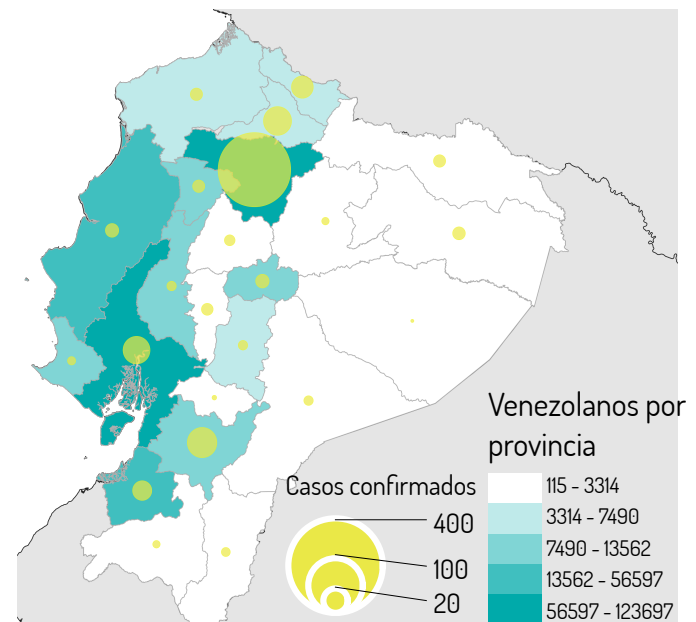 Venezolanos por
provincia
115 - 3314
3314 - 7490
7490 - 13562
13562 - 56597
56597 - 123697
Casos confirmados
400
100
20